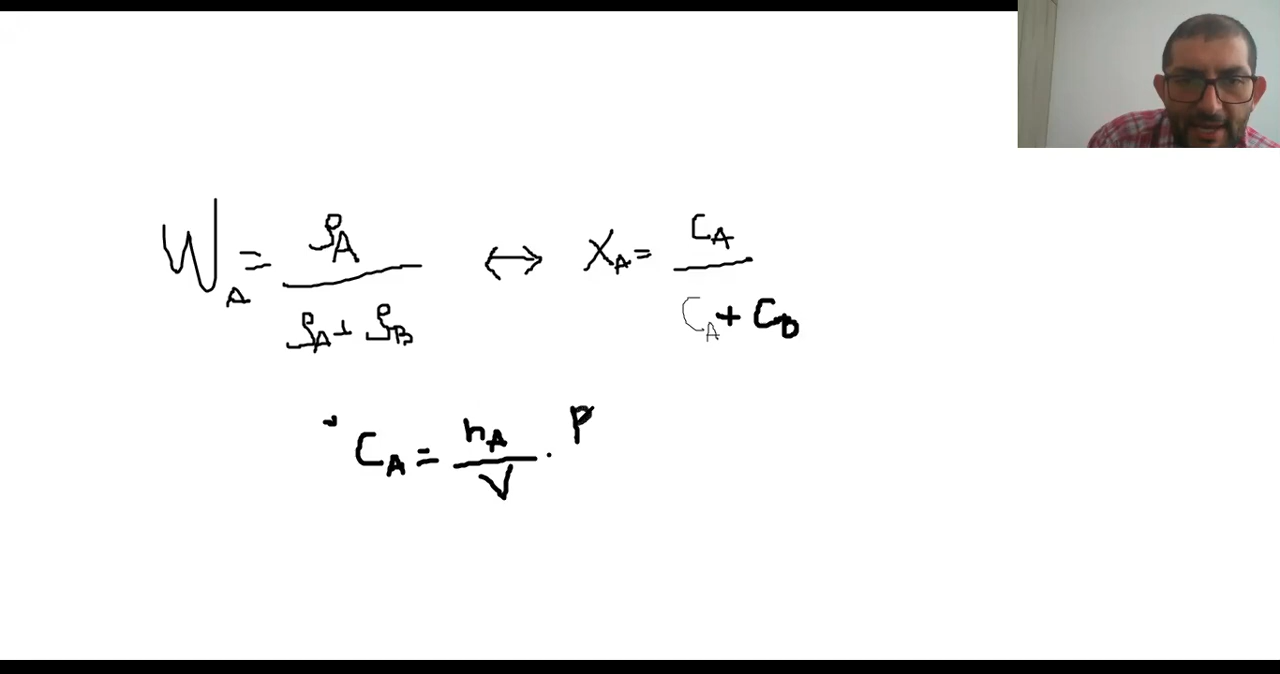 W_A = ρ_A / (ρ_A + ρ_B) ↔ X_A = C_A / (C_A + C_B)
C_A = n_A / V · P